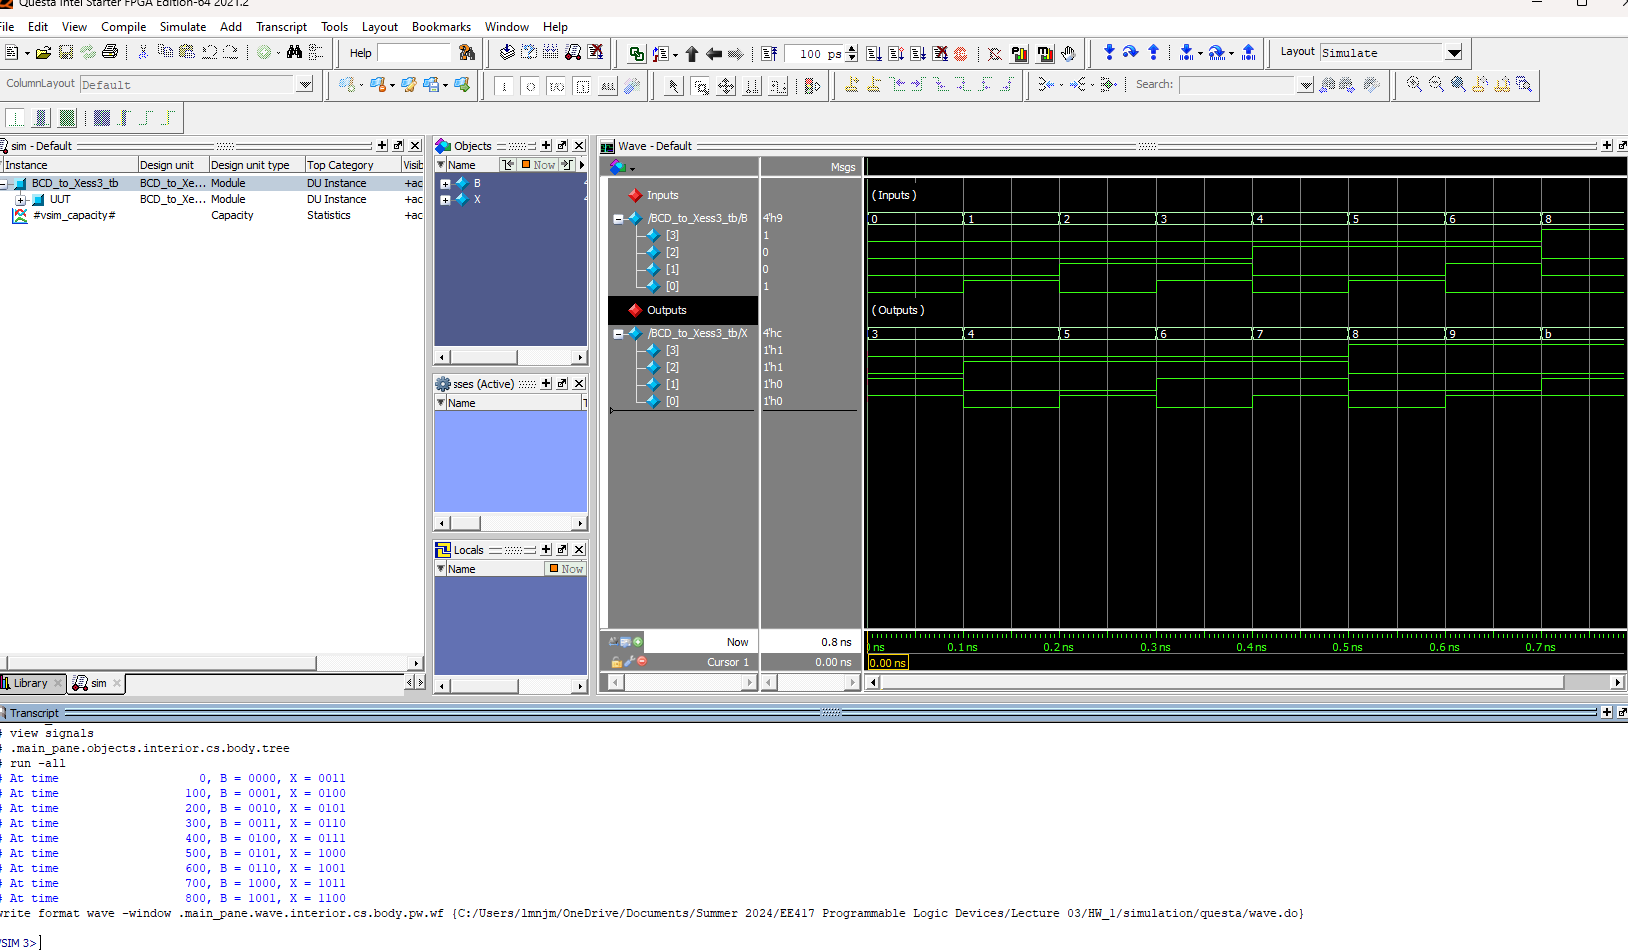 Questa Intel Starter FPGA Edition-64 2021.2
File Edit View Compile Simulate Add Transcript Tools Layout Bookmarks Window Help
Help
100 ps
Layout Simulate
ColumnLayout Default
ALL
Search:
sim - Default
Instance Design unit Design unit type Top Category Visib
BCD_to_Xess3_tb BCD_to_Xe... Module DU Instance +ac
UUT BCD_to_Xe... Module DU Instance +ac
#vsim_capacity# Capacity Statistics +ac
Library sim
Objects
Name Now
B 4
X 4
sses (Active)
Name T
Locals
Name Now
Wave - Default
Msgs
Inputs ( Inputs )
/BCD_to_Xess3_tb/B 4'h9 0 1 2 3 4 5 6 8
[3] 1
[2] 0
[1] 0
[0] 1
Outputs ( Outputs )
/BCD_to_Xess3_tb/X 4'hc 3 4 5 6 7 8 9 b
[3] 1'h1
[2] 1'h1
[1] 1'h0
[0] 1'h0
Now 0.8 ns ns 0.1 ns 0.2 ns 0.3 ns 0.4 ns 0.5 ns 0.6 ns 0.7 ns
Cursor 1 0.00 ns 0.00 ns
Transcript
# view signals
# .main_pane.objects.interior.cs.body.tree
# run -all
# At time 0, B = 0000, X = 0011
# At time 100, B = 0001, X = 0100
# At time 200, B = 0010, X = 0101
# At time 300, B = 0011, X = 0110
# At time 400, B = 0100, X = 0111
# At time 500, B = 0101, X = 1000
# At time 600, B = 0110, X = 1001
# At time 700, B = 1000, X = 1011
# At time 800, B = 1001, X = 1100
write format wave -window .main_pane.wave.interior.cs.body.pw.wf {C:/Users/lmnjm/OneDrive/Documents/Summer 2024/EE417 Programmable Logic Devices/Lecture 03/HW_1/simulation/questa/wave.do}
VSIM 3>